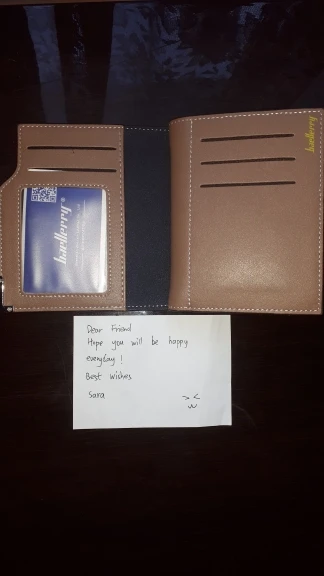 baellerry
baellerry®
Dear Friend
Hope you will be happy
everyday !
Best wishes
Sara